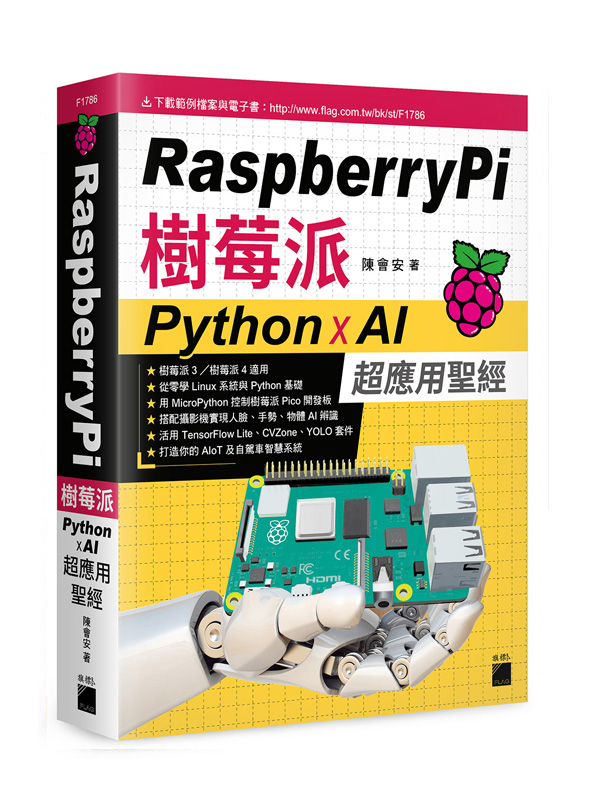 F1786
RaspberryPi
樹莓派
Python
x AI
超應用
聖經
陳會安 著
旗標
FLAG
下載範例檔案與電子書：http://www.flag.com.tw/bk/st/F1786
RaspberryPi
樹莓派
陳會安 著
Python x AI
超應用聖經
★ 樹莓派 3 ／樹莓派 4 適用
★ 從零學 Linux 系統與 Python 基礎
★ 用 MicroPython 控制樹莓派 Pico 開發板
★ 搭配攝影機實現人臉、手勢、物體 AI 辨識
★ 活用 TensorFlow Lite、CVZone、YOLO 套件
★ 打造你的 AIoT 及自駕車智慧系統
FCC
CE
HDMI
旗標
FLAG